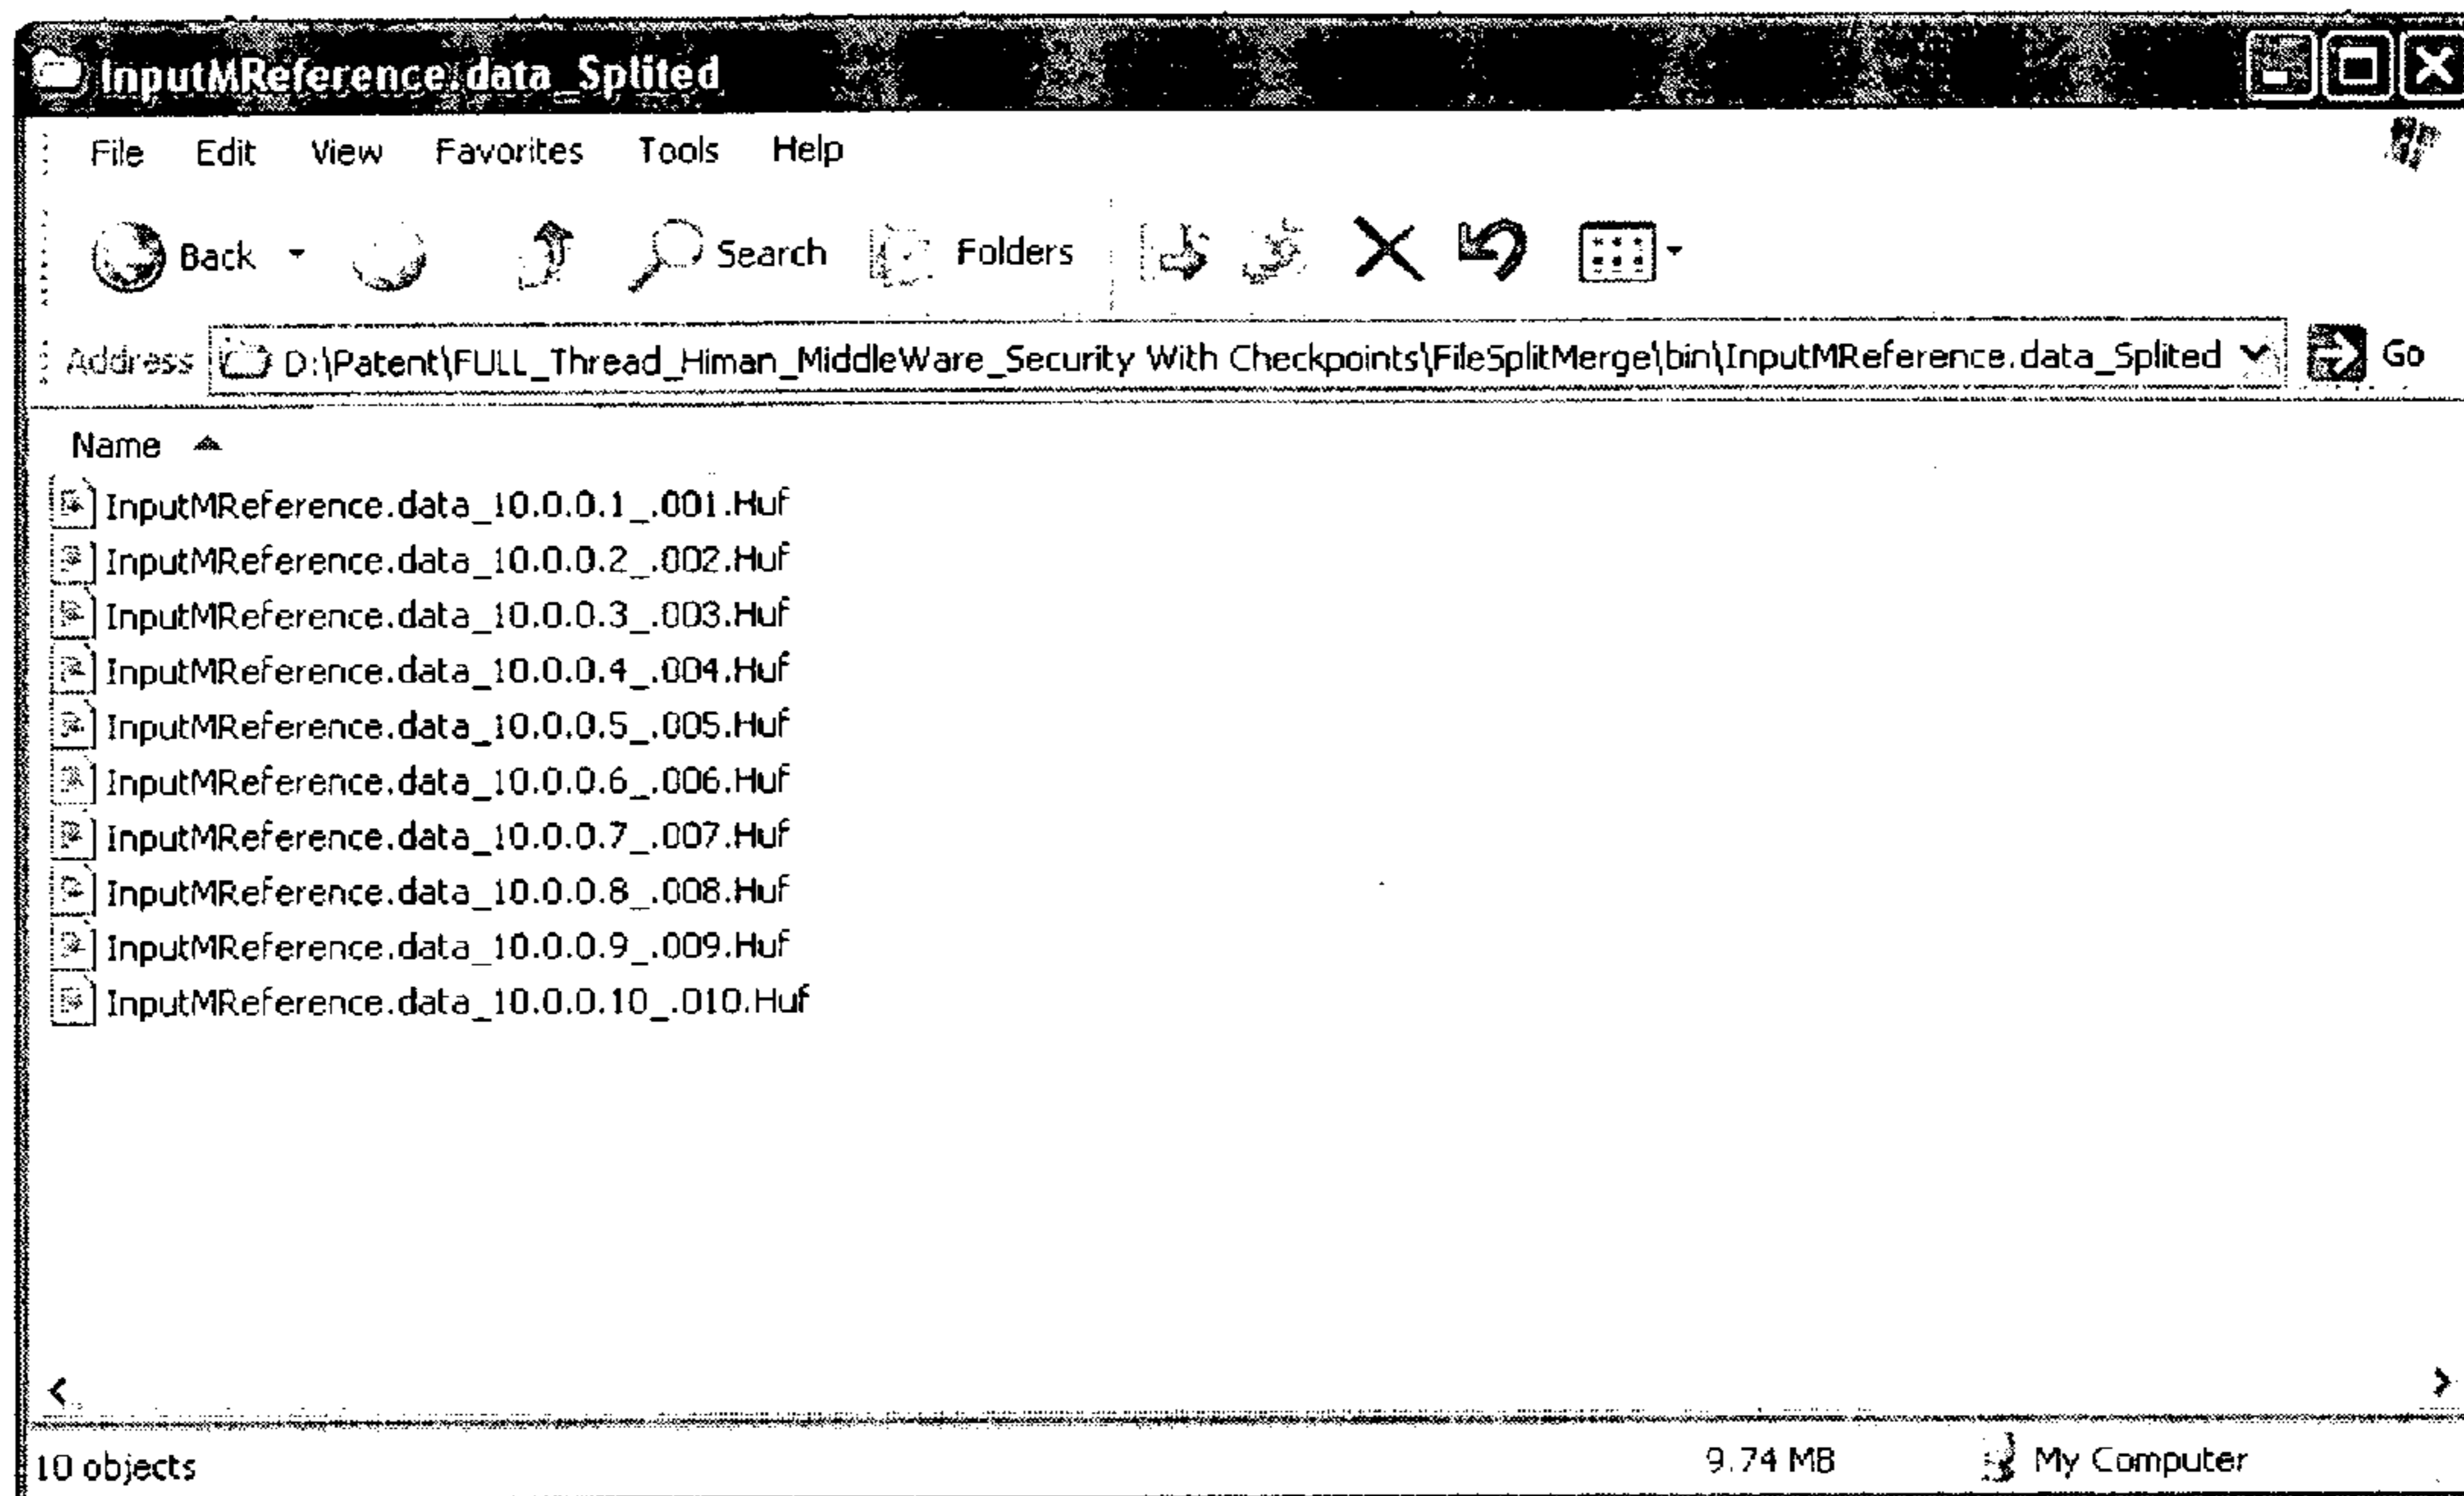 InputMReference.data_Splited
File Edit View Favorites Tools Help
Back Search Folders
Address D:\Patent\FULL_Thread_Himan_MiddleWare_Security With Checkpoints\FileSplitMerge\bin\InputMReference.data_Splited Go
Name
InputMReference.data_10.0.0.1_.001.Huf
InputMReference.data_10.0.0.2_.002.Huf
InputMReference.data_10.0.0.3_.003.Huf
InputMReference.data_10.0.0.4_.004.Huf
InputMReference.data_10.0.0.5_.005.Huf
InputMReference.data_10.0.0.6_.006.Huf
InputMReference.data_10.0.0.7_.007.Huf
InputMReference.data_10.0.0.8_.008.Huf
InputMReference.data_10.0.0.9_.009.Huf
InputMReference.data_10.0.0.10_.010.Huf
10 objects 9.74 MB My Computer